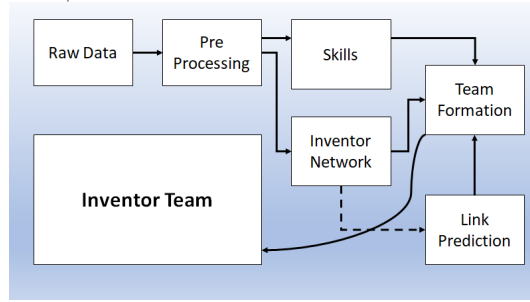 Raw Data
Pre
Processing
Skills
Team
Formation
Inventor
Network
Inventor Team
Link
Prediction